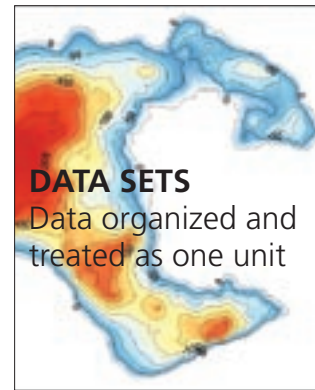 DATA SETS
Data organized and
treated as one unit